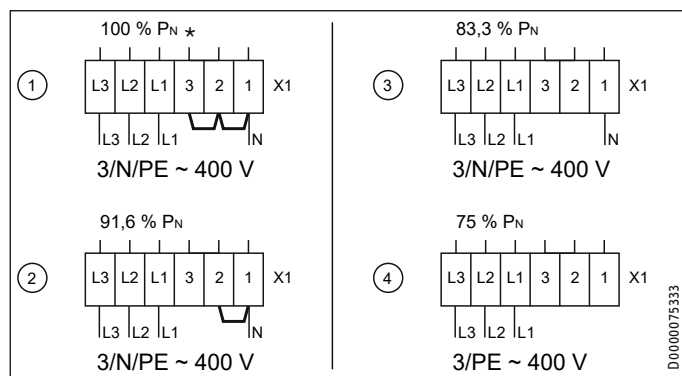 100 % PN *
1
L3 L2 L1 3 2 1 X1
L3 L2 L1 N
3/N/PE ~ 400 V
91,6 % PN
2
L3 L2 L1 3 2 1 X1
L3 L2 L1 N
3/N/PE ~ 400 V
83,3 % PN
3
L3 L2 L1 3 2 1 X1
L3 L2 L1 N
3/N/PE ~ 400 V
75 % PN
4
L3 L2 L1 3 2 1 X1
L3 L2 L1
3/PE ~ 400 V
D0000075333